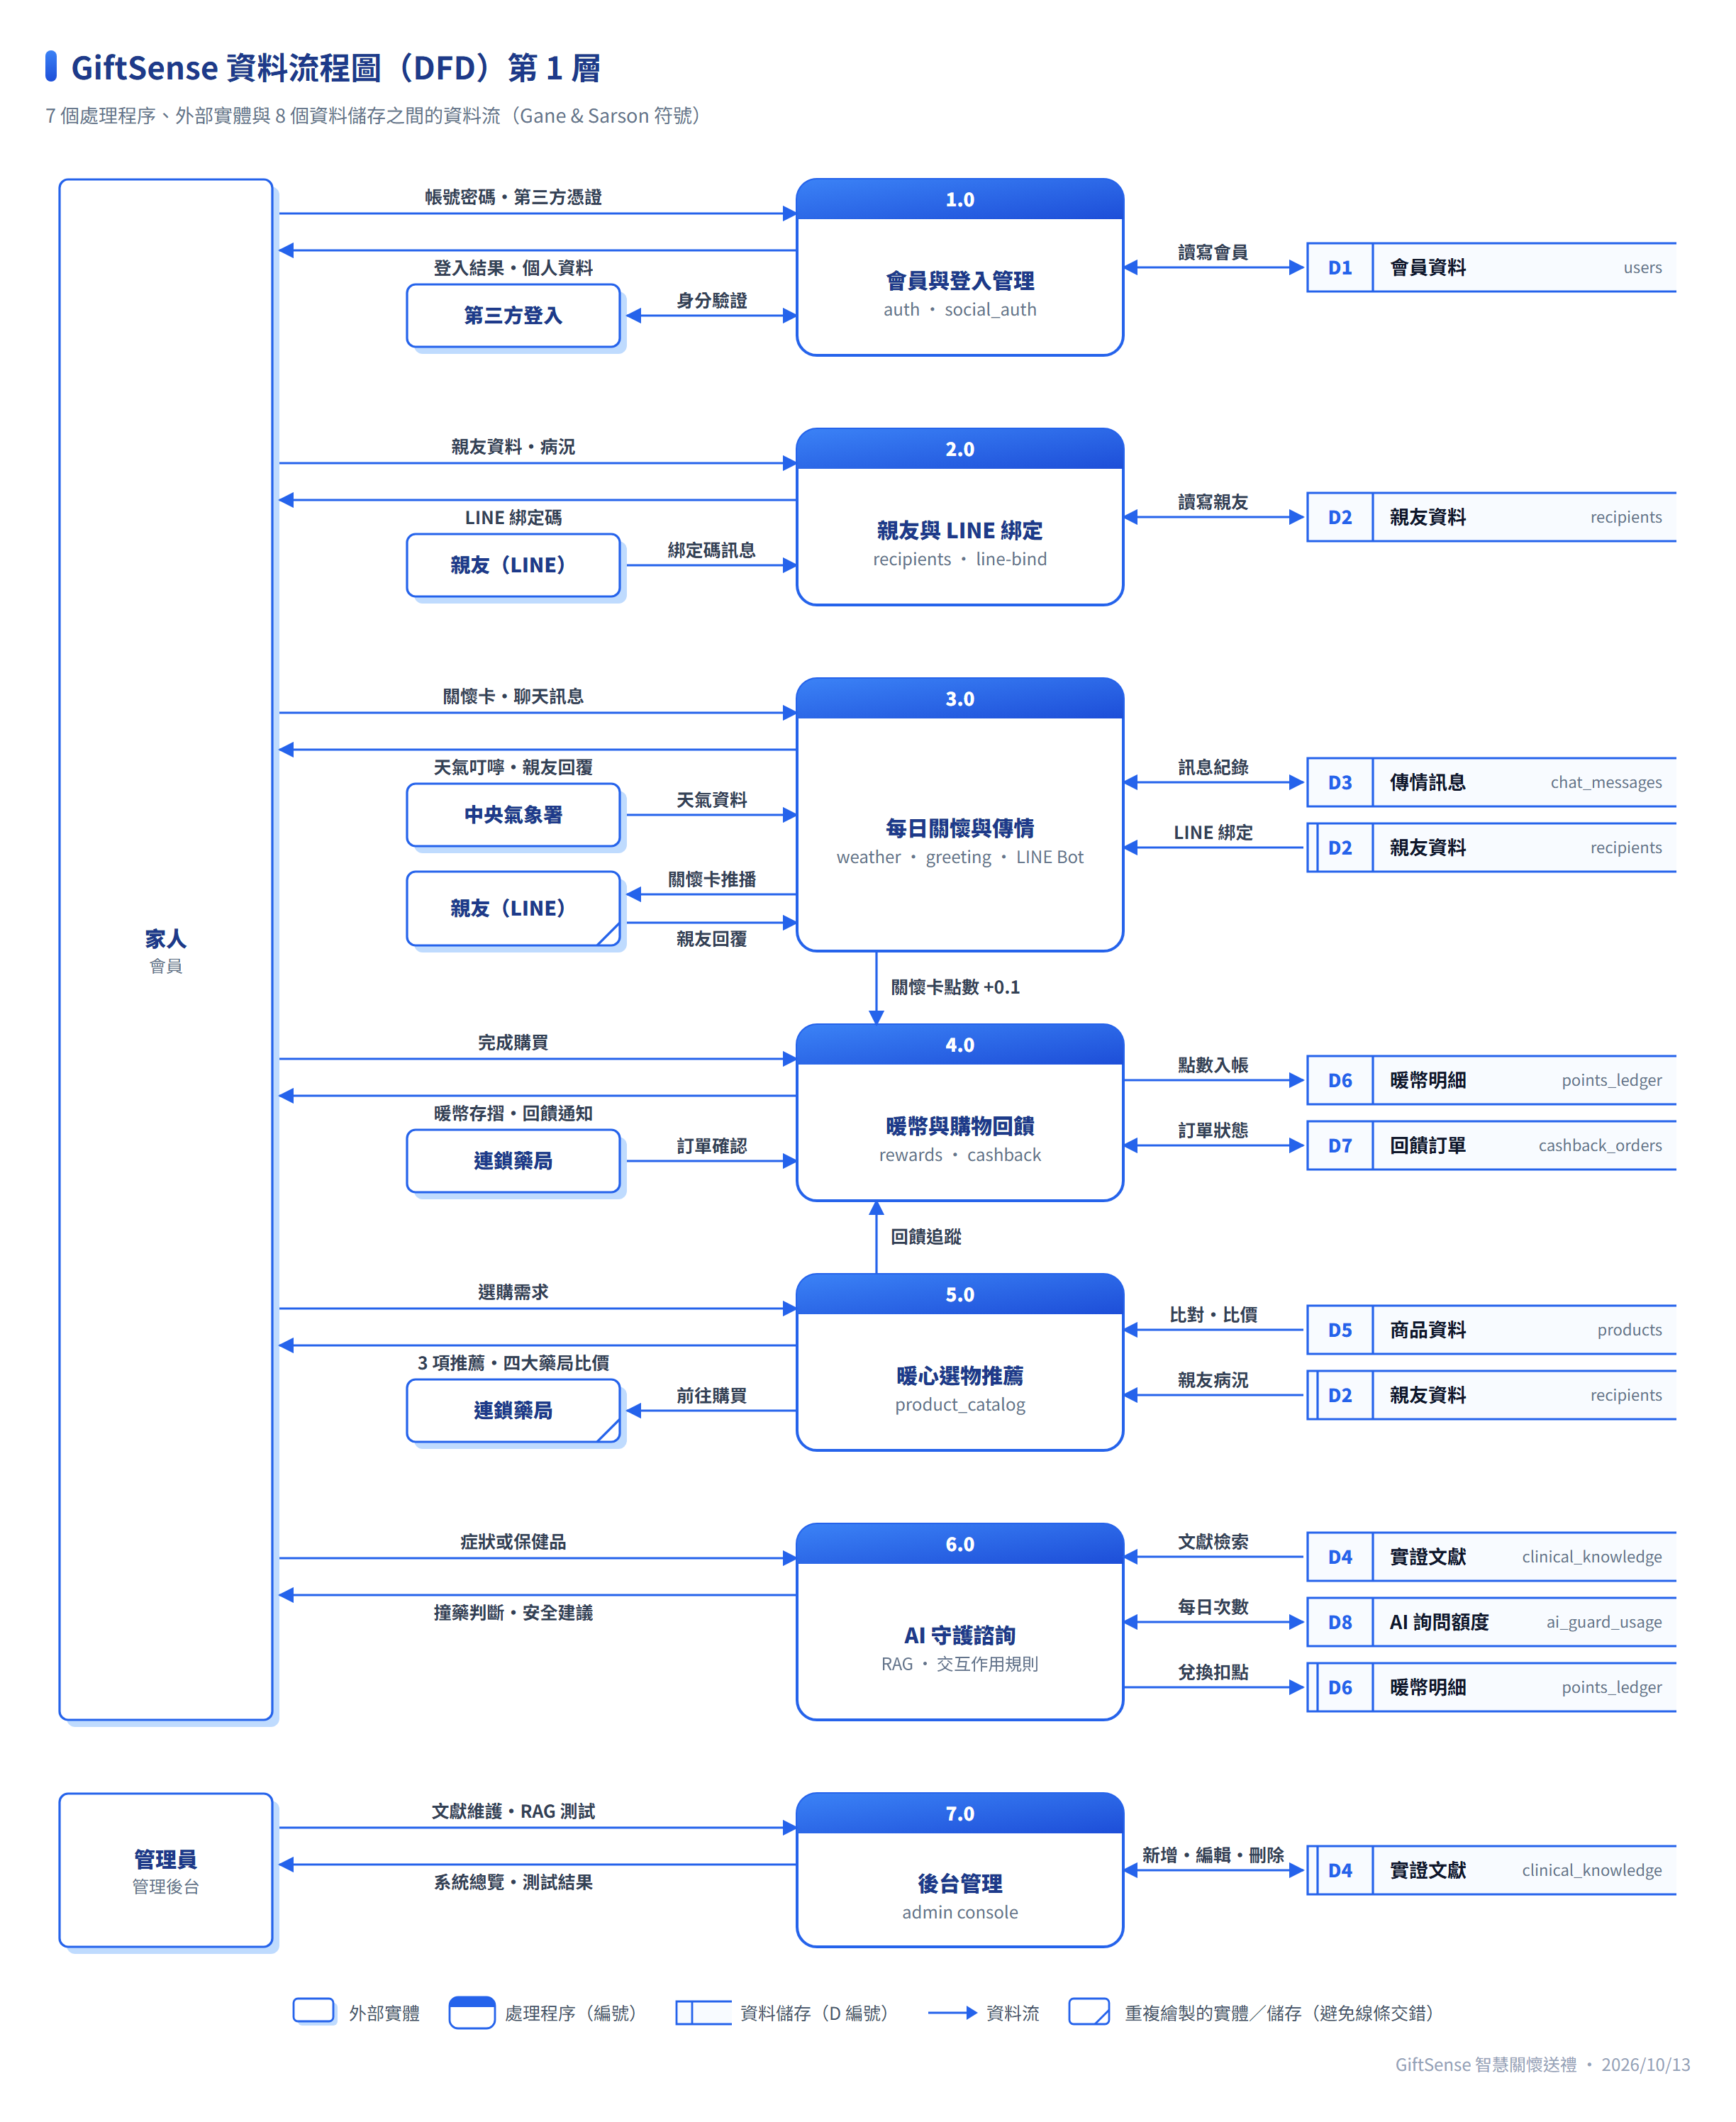 GiftSense 資料流程圖（DFD）第 1 層
7 個處理程序、外部實體與 8 個資料儲存之間的資料流（Gane & Sarson 符號）
家人
會員
帳號密碼・第三方憑證
登入結果・個人資料
第三方登入
身分驗證
1.0
會員與登入管理
auth ・ social_auth
讀寫會員
D1 會員資料 users
親友資料・病況
LINE 綁定碼
親友（LINE）
綁定碼訊息
2.0
親友與 LINE 綁定
recipients ・ line-bind
讀寫親友
D2 親友資料 recipients
關懷卡・聊天訊息
天氣叮嚀・親友回覆
中央氣象署
天氣資料
親友（LINE）
關懷卡推播
親友回覆
3.0
每日關懷與傳情
weather ・ greeting ・ LINE Bot
訊息紀錄
D3 傳情訊息 chat_messages
LINE 綁定
D2 親友資料 recipients
關懷卡點數 +0.1
完成購買
暖幣存摺・回饋通知
連鎖藥局
訂單確認
4.0
暖幣與購物回饋
rewards ・ cashback
點數入帳
D6 暖幣明細 points_ledger
訂單狀態
D7 回饋訂單 cashback_orders
回饋追蹤
選購需求
3 項推薦・四大藥局比價
連鎖藥局
前往購買
5.0
暖心選物推薦
product_catalog
比對・比價
D5 商品資料 products
親友病況
D2 親友資料 recipients
症狀或保健品
撞藥判斷・安全建議
6.0
AI 守護諮詢
RAG ・ 交互作用規則
文獻檢索
D4 實證文獻 clinical_knowledge
每日次數
D8 AI 詢問額度 ai_guard_usage
兌換扣點
D6 暖幣明細 points_ledger
管理員
管理後台
文獻維護・RAG 測試
系統總覽・測試結果
7.0
後台管理
admin console
新增・編輯・刪除
D4 實證文獻 clinical_knowledge
外部實體 處理程序（編號） 資料儲存（D 編號） 資料流 重複繪製的實體／儲存（避免線條交錯）
GiftSense 智慧關懷送禮 ・ 2026/10/13